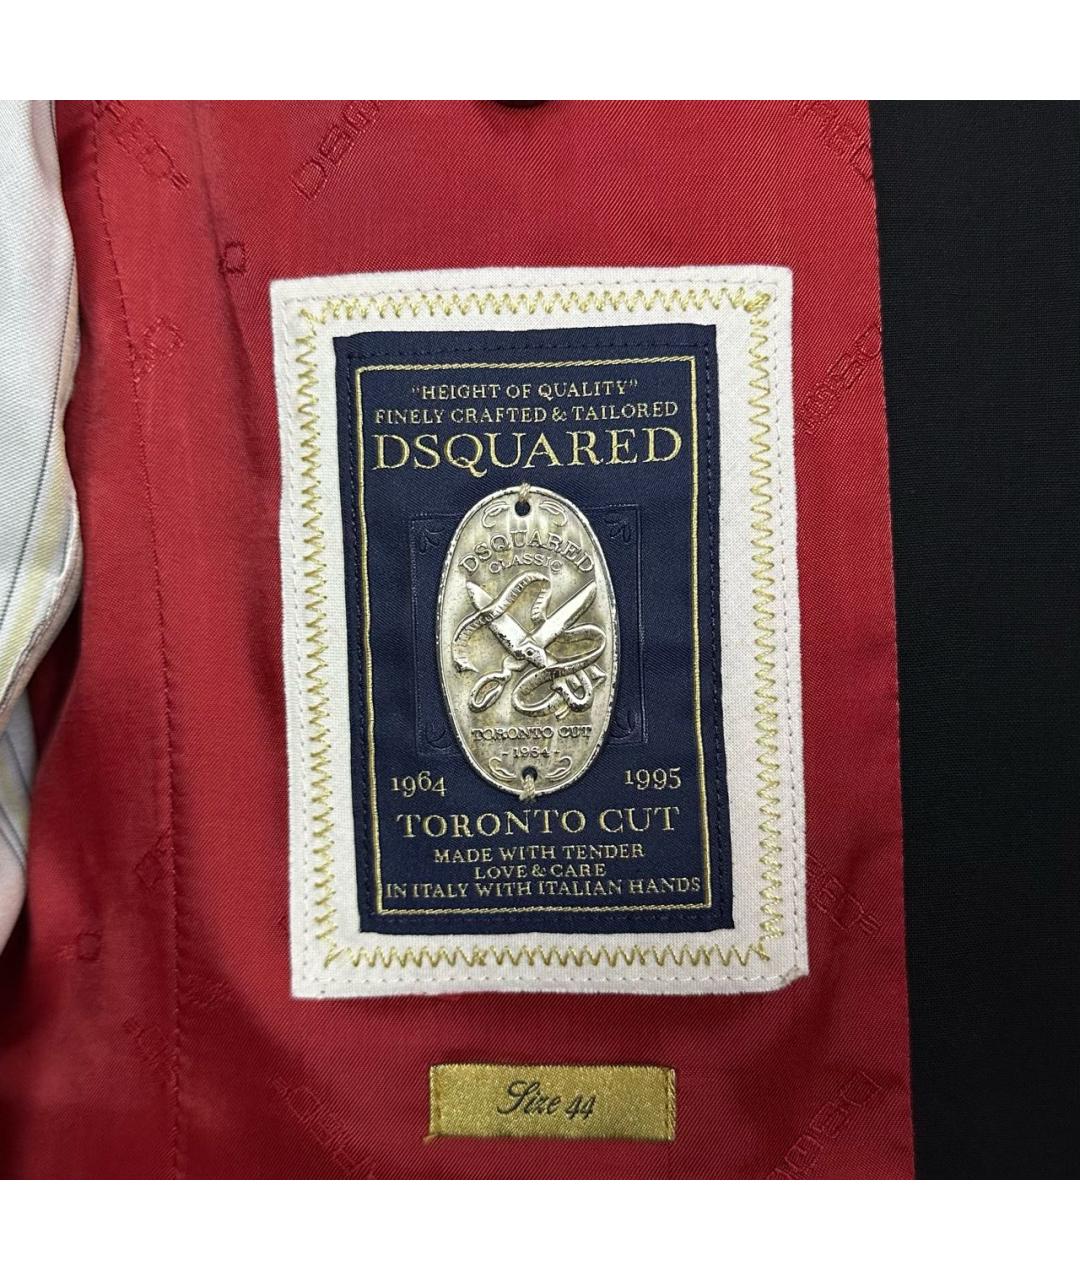 "HEIGHT OF QUALITY"
FINELY CRAFTED & TAILORED
DSQUARED
DSQUARED
CLASSIC
TORONTO CUT
- 1964 -
1964 1995
TORONTO CUT
MADE WITH TENDER
LOVE & CARE
IN ITALY WITH ITALIAN HANDS
Size 44